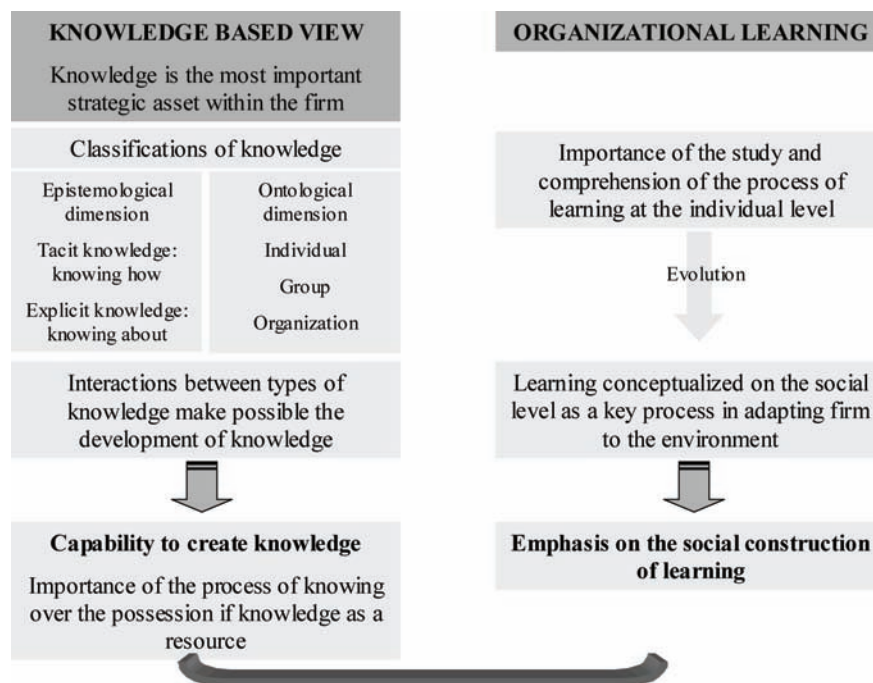 KNOWLEDGE BASED VIEW
Knowledge is the most important
strategic asset within the firm
Classifications of knowledge
Epistemological
dimension
Tacit knowledge:
knowing how
Explicit knowledge:
knowing about
Ontological
dimension
Individual
Group
Organization
Interactions between types of
knowledge make possible the
development of knowledge
Capability to create knowledge
Importance of the process of knowing
over the possession if knowledge as a
resource
ORGANIZATIONAL LEARNING
Importance of the study and
comprehension of the process of
learning at the individual level
Evolution
Learning conceptualized on the social
level as a key process in adapting firm
to the environment
Emphasis on the social construction
of learning